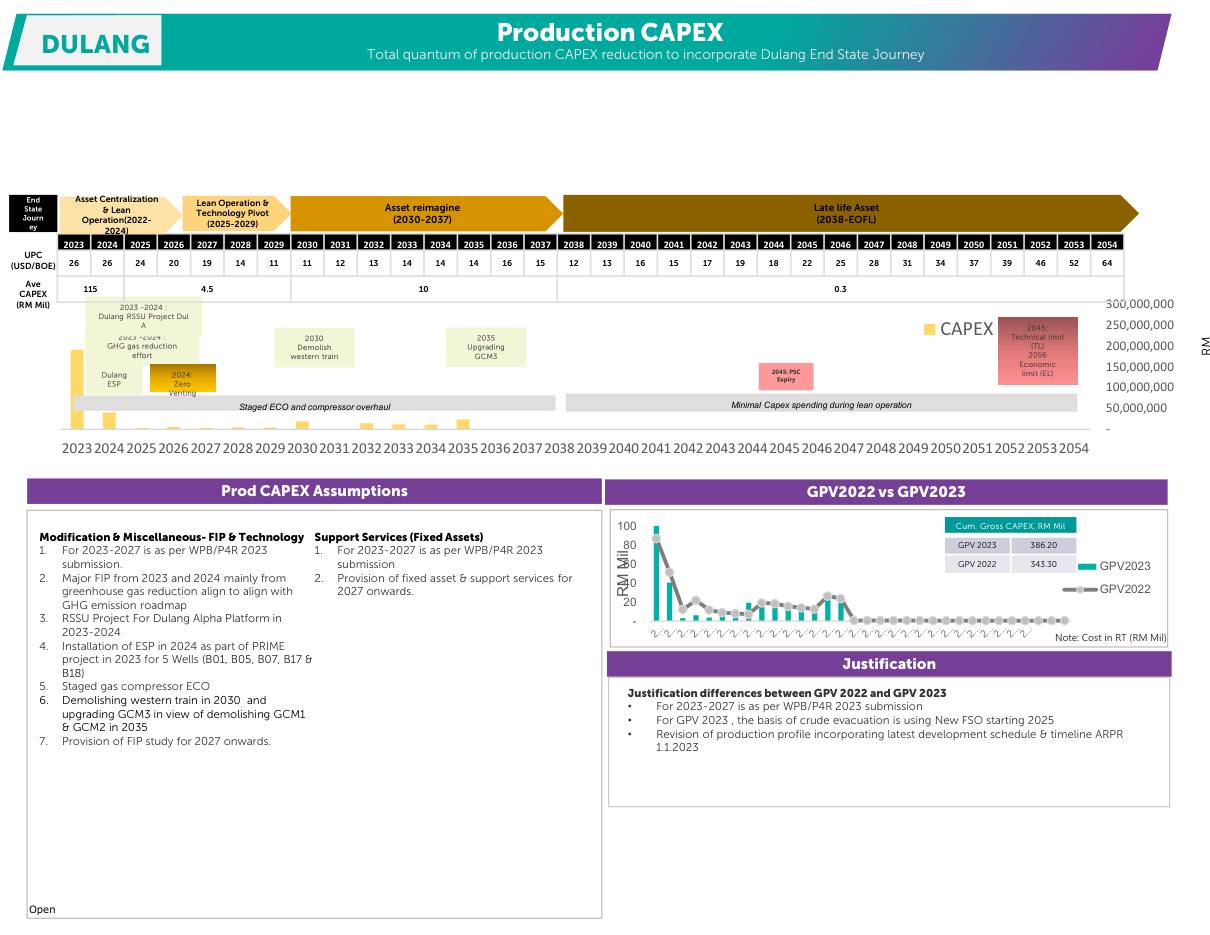 DULANG
Production CAPEX
Total quantum of production CAPEX reduction to incorporate Dulang End State Journey
End
State
Journ
ey
Asset Centralization
& Lean
Operation(2022-
2024)
Lean Operation &
Technology Pivot
(2025-2029)
Asset reimagine
(2030-2037)
Late life Asset
(2038-EOFL)
2023 2024 2025 2026 2027 2028 2029 2030 2031 2032 2033 2034 2035 2036 2037 2038 2039 2040 2041 2042 2043 2044 2045 2046 2047 2048 2049 2050 2051 2052 2053 2054
UPC
(USD/BOE)
26 26 24 20 19 14 11 11 12 13 14 14 14 16 15 12 13 16 15 17 19 18 22 25 28 31 34 37 39 46 52 64
Ave
CAPEX
(RM Mil)
115 4.5 10 0.3
2023 -2024 :
Dulang RSSU Project Dul
A
2023 -2024 :
GHG gas reduction
effort
Dulang
ESP
2024:
Zero
Venting
2030
Demolish
western train
2035
Upgrading
GCM3
2045: PSC
Expiry
CAPEX
2045:
Technical limit
(TL)
2056
Economic
limit (EL)
300,000,000
250,000,000
200,000,000
150,000,000
100,000,000
50,000,000
-
RM
Staged ECO and compressor overhaul
Minimal Capex spending during lean operation
2023 2024 2025 2026 2027 2028 2029 2030 2031 2032 2033 2034 2035 2036 2037 2038 2039 2040 2041 2042 2043 2044 2045 2046 2047 2048 2049 2050 2051 2052 2053 2054
Prod CAPEX Assumptions
Modification & Miscellaneous- FIP & Technology
1. For 2023-2027 is as per WPB/P4R 2023
submission.
2. Major FIP from 2023 and 2024 mainly from
greenhouse gas reduction align to align with
GHG emission roadmap
3. RSSU Project For Dulang Alpha Platform in
2023-2024
4. Installation of ESP in 2024 as part of PRIME
project in 2023 for 5 Wells (B01, B05, B07, B17 &
B18)
5. Staged gas compressor ECO
6. Demolishing western train in 2030 and
upgrading GCM3 in view of demolishing GCM1
& GCM2 in 2035
7. Provision of FIP study for 2027 onwards.
Support Services (Fixed Assets)
1. For 2023-2027 is as per WPB/P4R 2023
submission
2. Provision of fixed asset & support services for
2027 onwards.
Open
GPV2022 vs GPV2023
RM Mil
100
80
60
40
20
-
Cum. Gross CAPEX, RM Mil
GPV 2023 386.20
GPV 2022 343.30
GPV2023
GPV2022
Note: Cost in RT (RM Mil)
Justification
Justification differences between GPV 2022 and GPV 2023
• For 2023-2027 is as per WPB/P4R 2023 submission
• For GPV 2023 , the basis of crude evacuation is using New FSO starting 2025
• Revision of production profile incorporating latest development schedule & timeline ARPR
1.1.2023